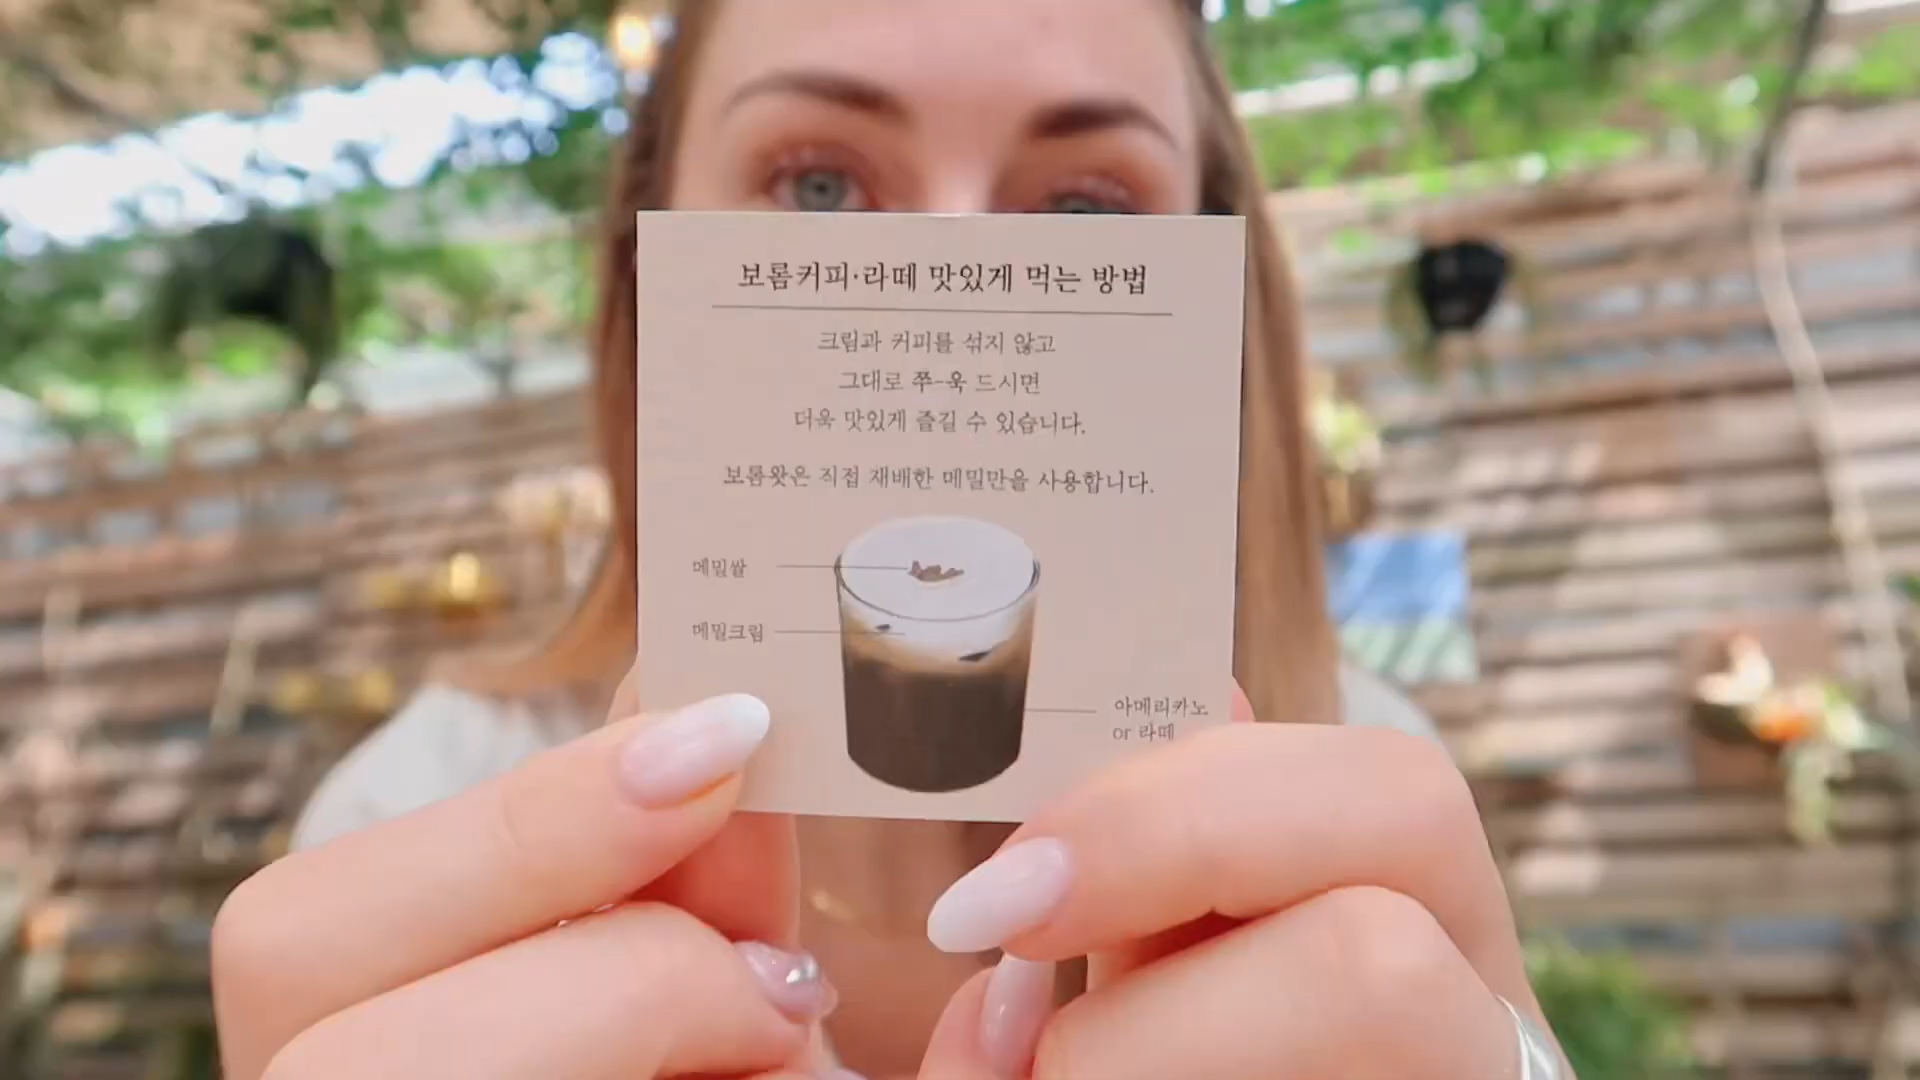 보롬커피·라떼 맛있게 먹는 방법
크림과 커피를 섞지 않고
그대로 쭈-욱 드시면
더욱 맛있게 즐길 수 있습니다.
보롬왓은 직접 재배한 메밀만을 사용합니다.
메밀쌀
메밀크림
아메리카노
or 라떼